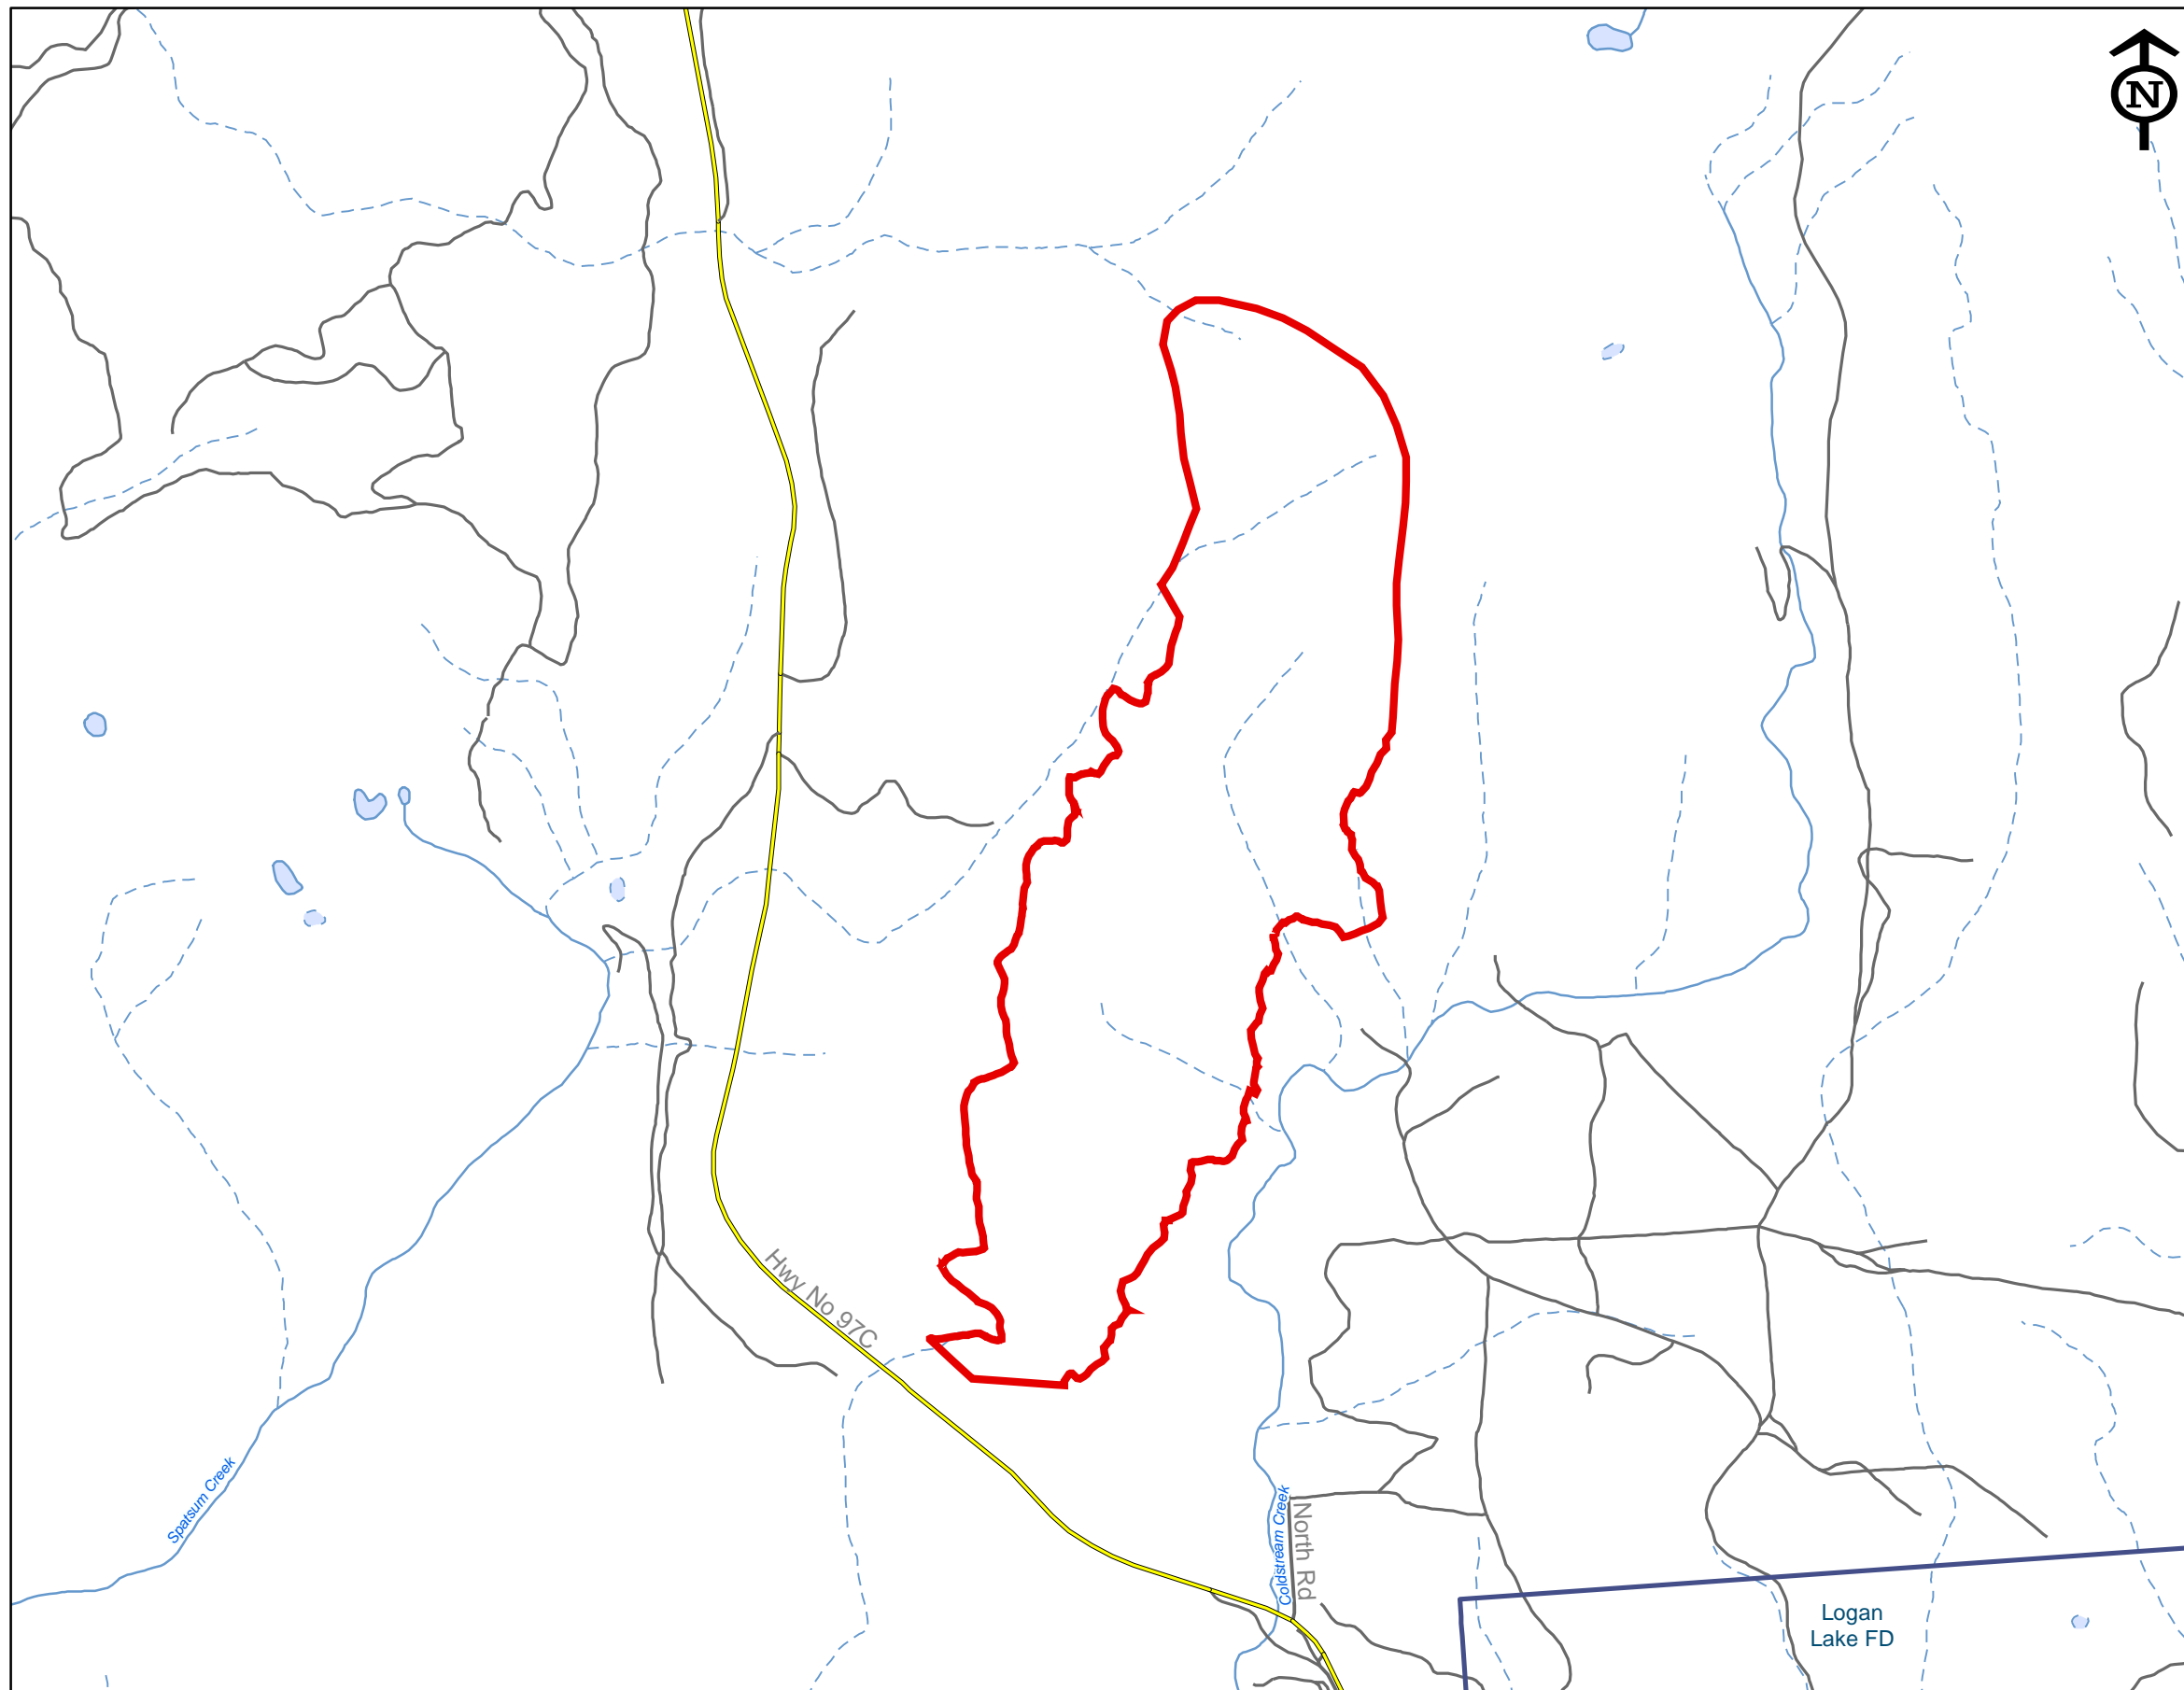 N
Hwy No 97C
Spatsum Creek
Coldstream Creek
North Rd
Logan
Lake FD